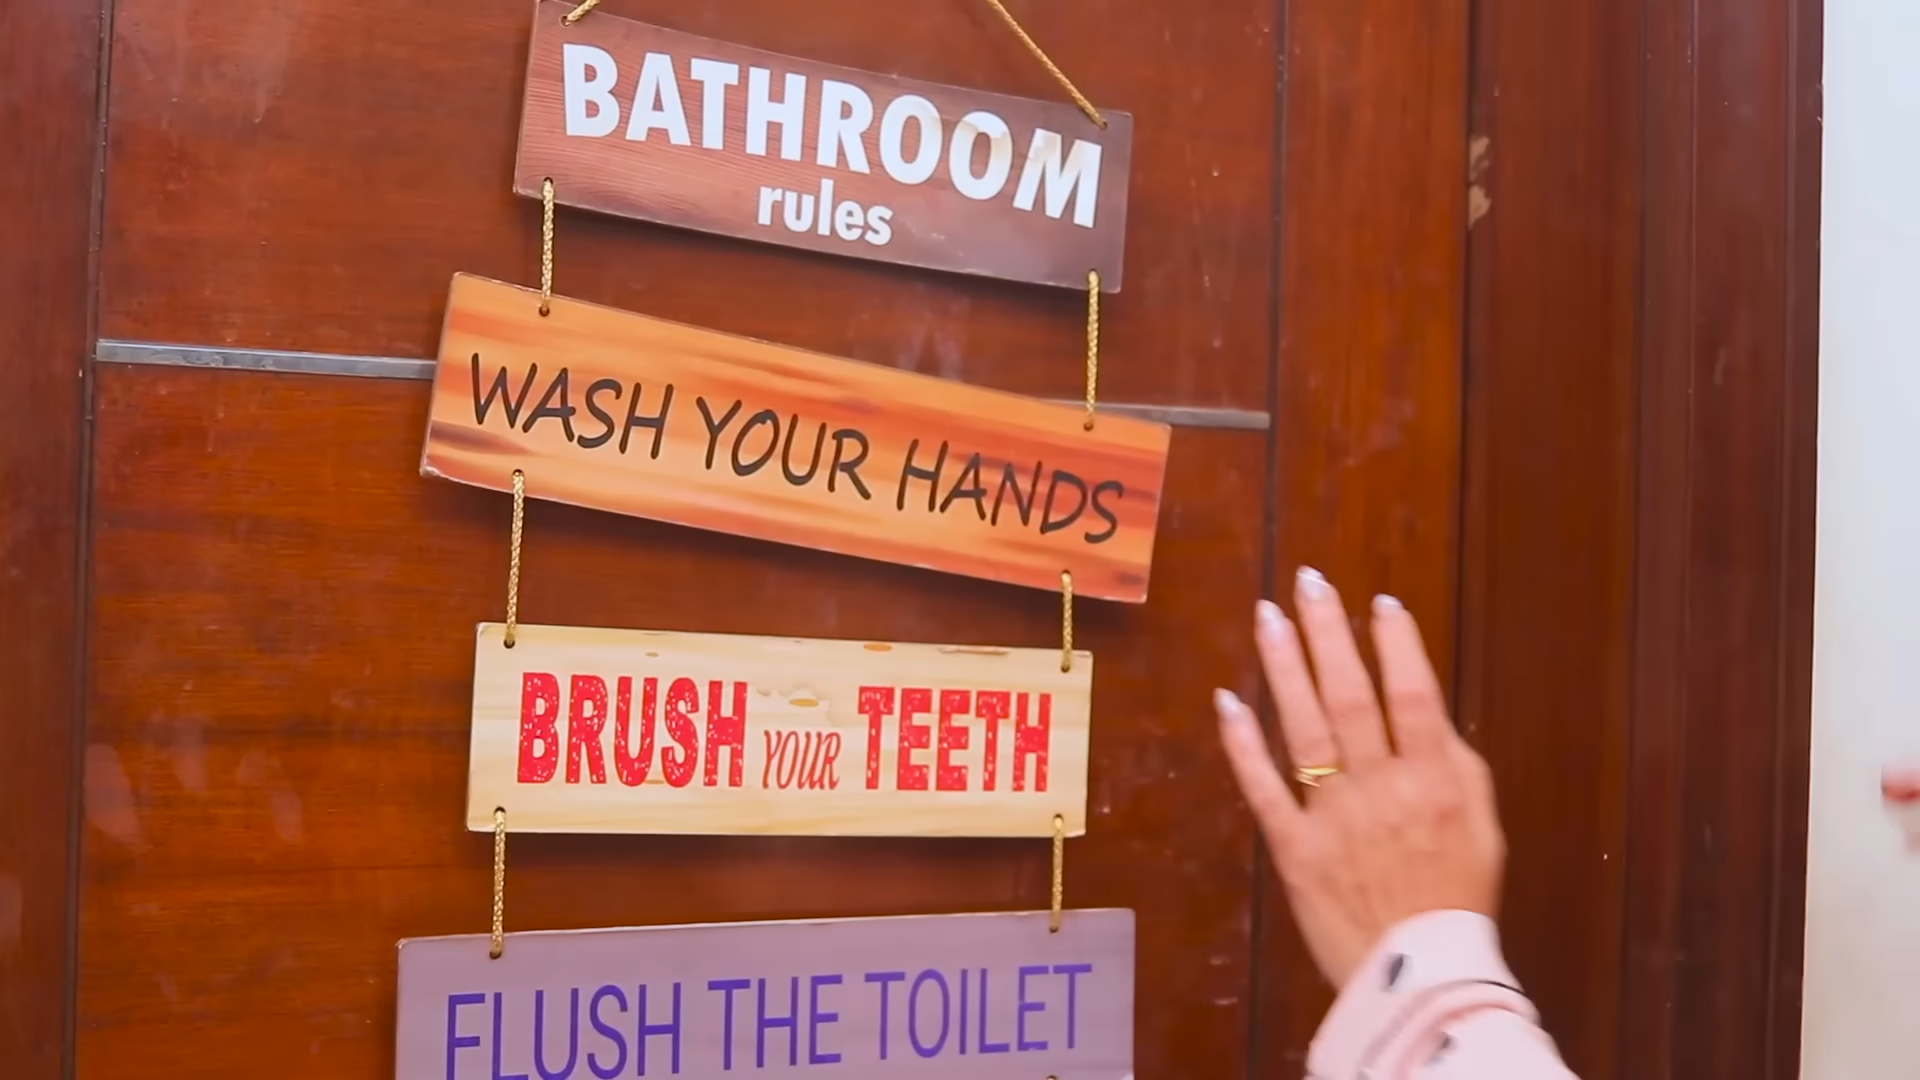 BATHROOM
rules
WASH YOUR HANDS
BRUSH YOUR TEETH
FLUSH THE TOILET